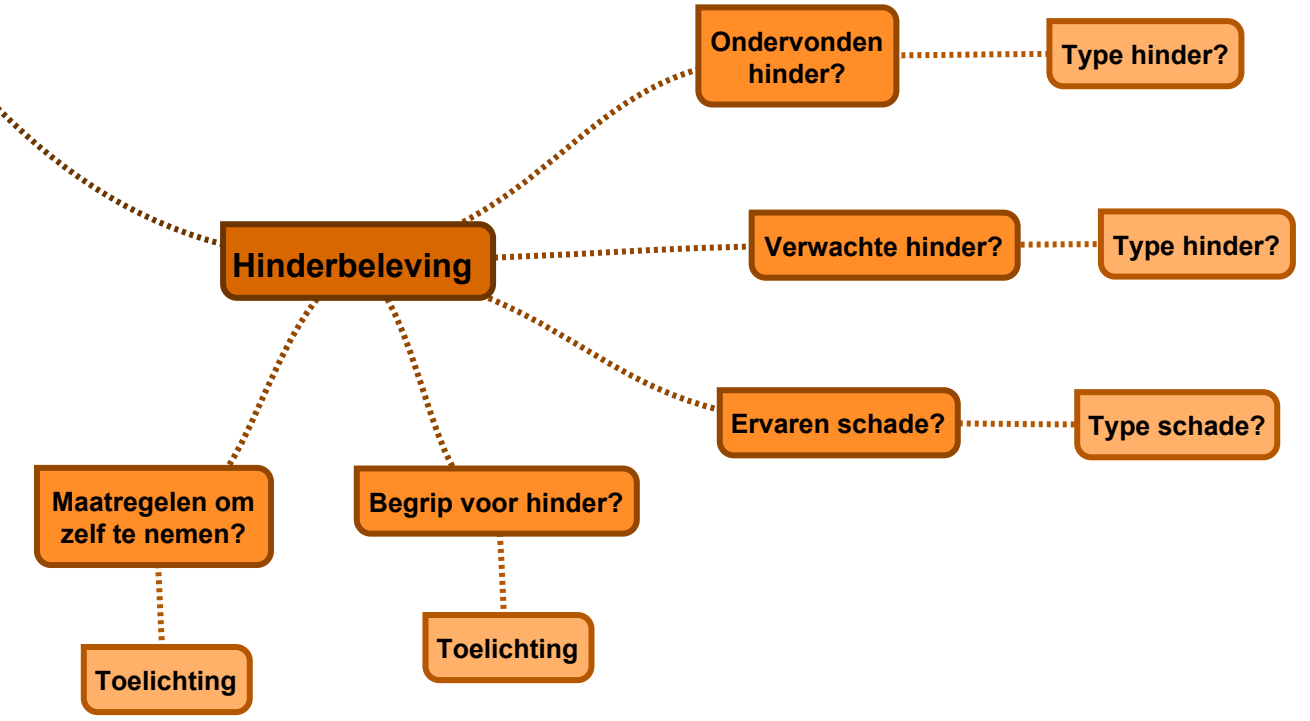 Ondervonden
hinder?
Type hinder?
Hinderbeleving
Verwachte hinder?
Type hinder?
Ervaren schade?
Type schade?
Maatregelen om
zelf te nemen?
Begrip voor hinder?
Toelichting
Toelichting